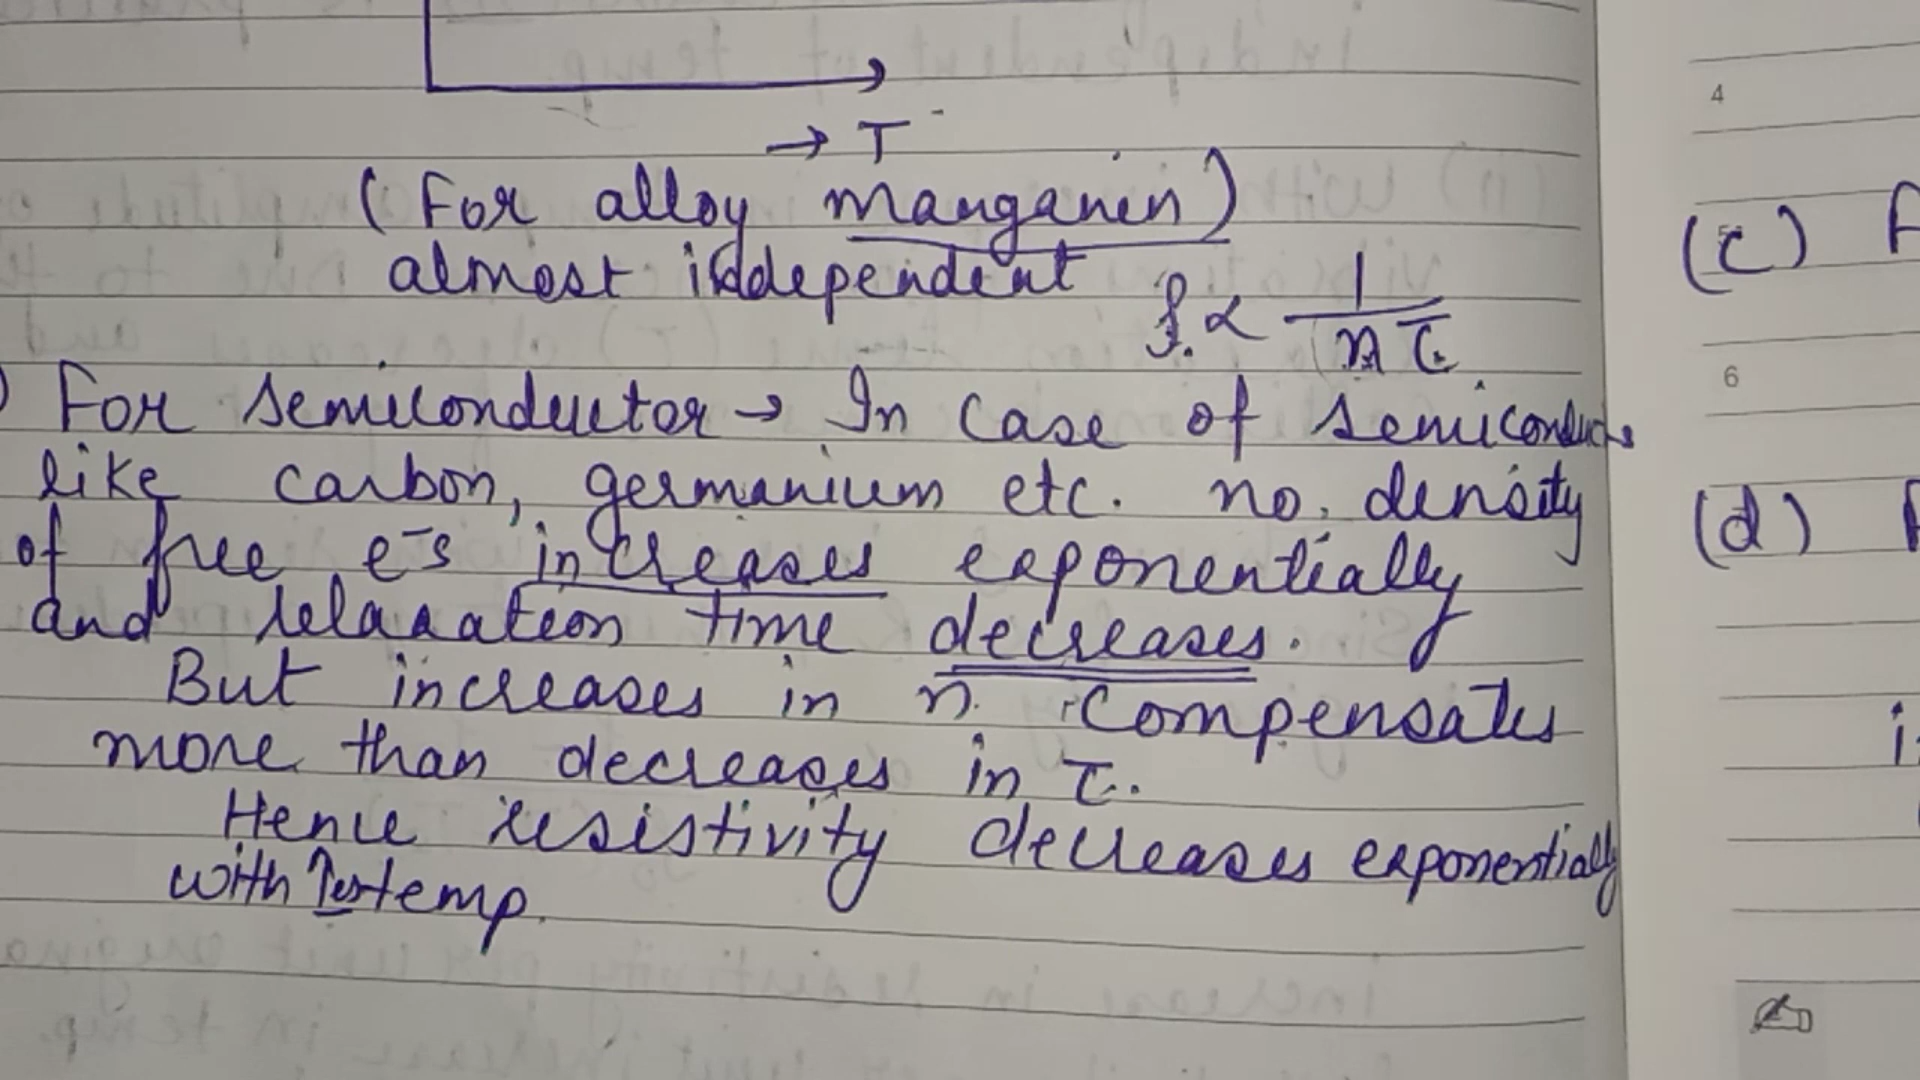 → T
(For alloy manganin)
almost independent
ρ ∝ 1/nτ
For semiconductor → In case of semiconductors
like carbon, germanium etc. no. density
of free e⁻s increases exponentially
and relaxation time decreases.
But increases in n compensates
more than decreases in τ.
Hence resistivity decreases exponentially
with temp.
4
(c)
6
(d)